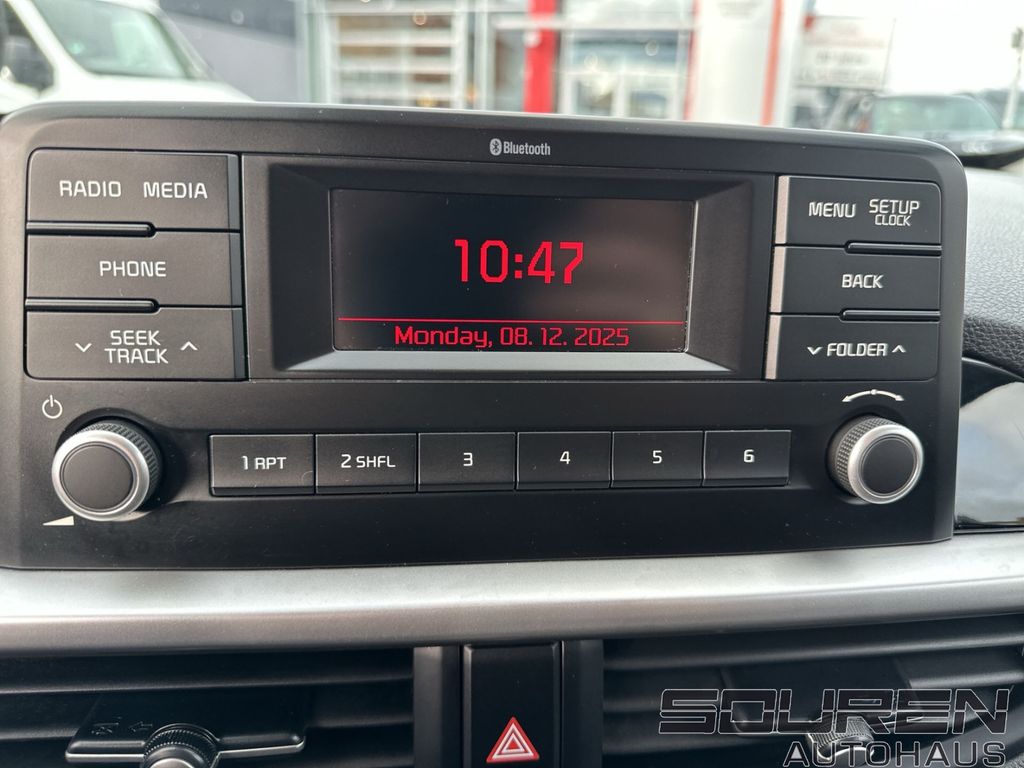 Bluetooth
RADIO MEDIA
PHONE
SEEK
TRACK
10:47
Monday, 08. 12. 2025
MENU SETUP
CLOCK
BACK
FOLDER
1 RPT 2 SHFL 3 4 5 6
SOUREN
AUTOHAUS